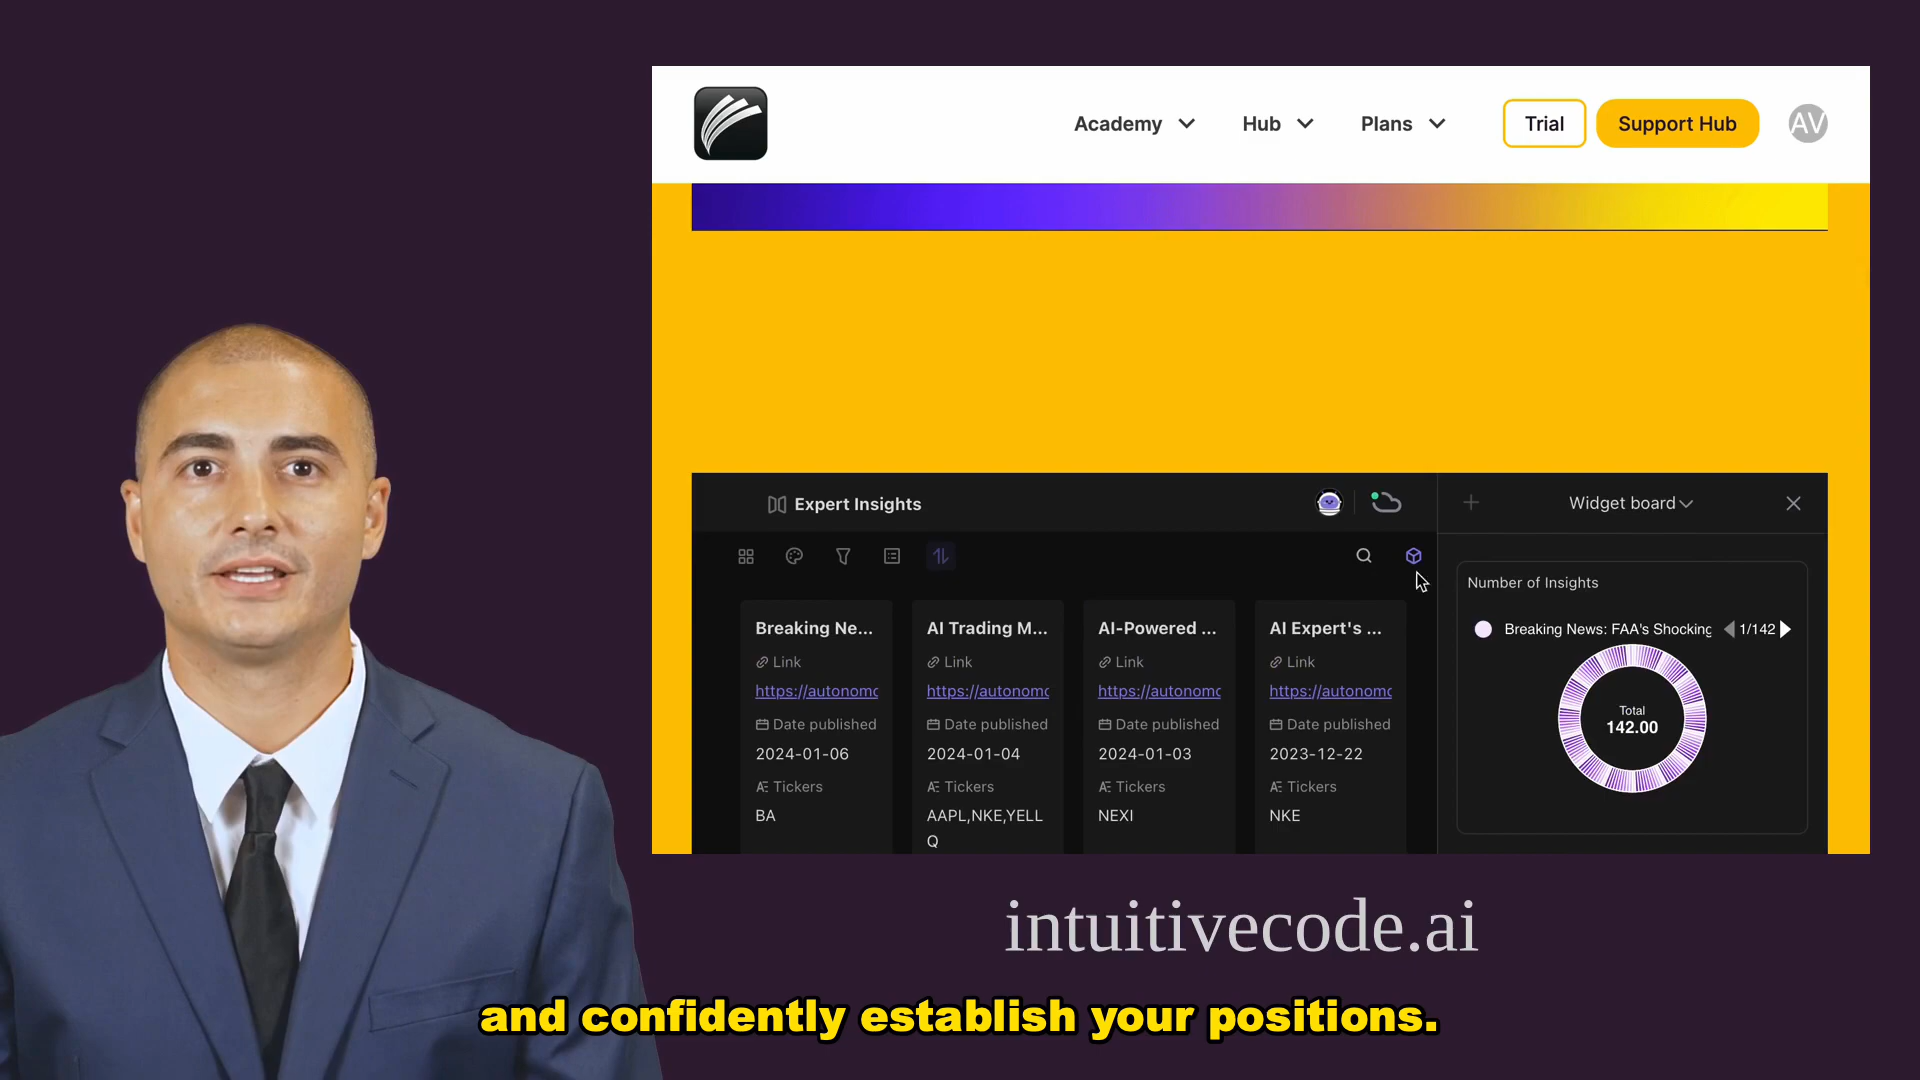 Academy Hub Plans Trial Support Hub AV
Expert Insights
Widget board
Number of Insights
Breaking News: FAA's Shocking 1/142
Total
142.00
Breaking Ne... AI Trading M... AI-Powered ... AI Expert's ...
Link Link Link Link
https://autonomc https://autonomc https://autonomc https://autonomc
Date published Date published Date published Date published
2024-01-06 2024-01-04 2024-01-03 2023-12-22
Tickers Tickers Tickers Tickers
BA AAPL,NKE,YELL NEXI NKE
Q
intuitivecode.ai
and confidently establish your positions.